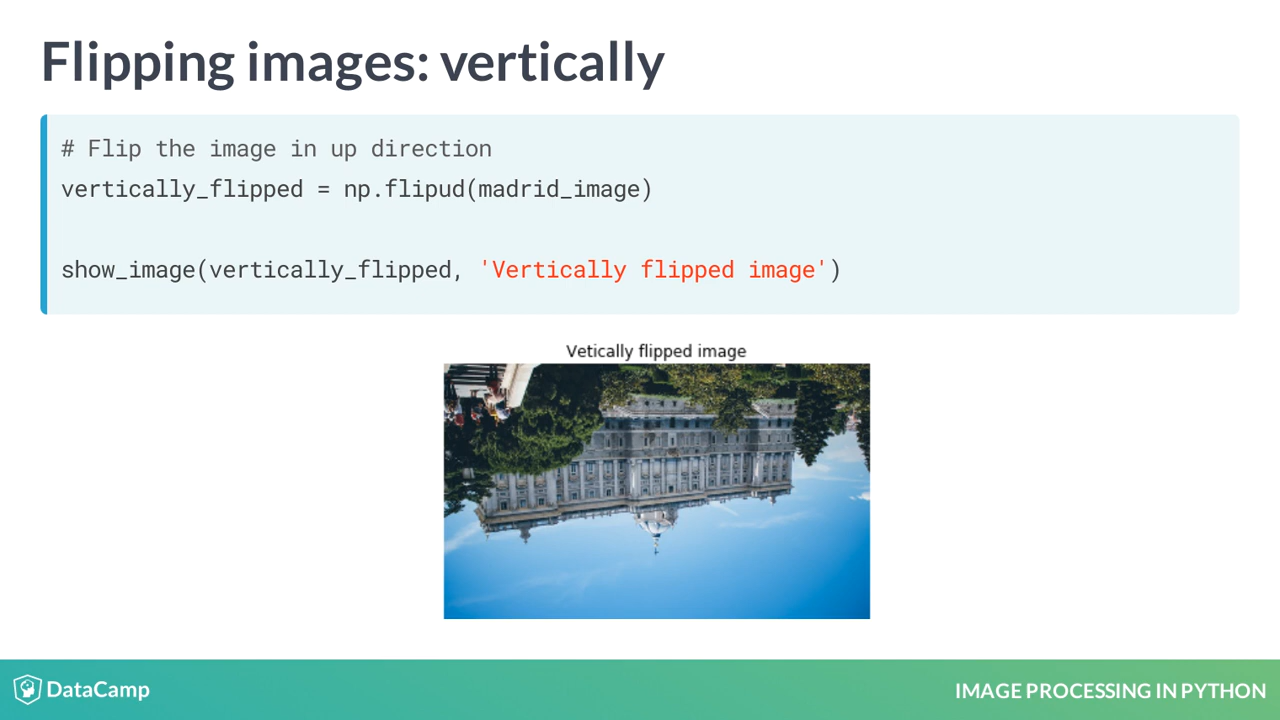 Flipping images: vertically
# Flip the image in up direction
vertically_flipped = np.flipud(madrid_image)
show_image(vertically_flipped, 'Vertically flipped image')
Vetically flipped image
DataCamp
IMAGE PROCESSING IN PYTHON